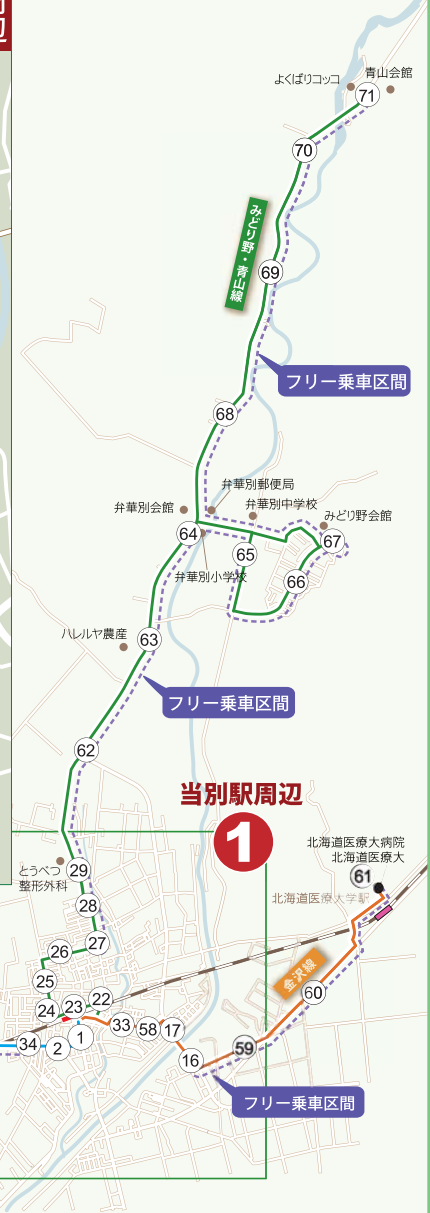 辺
よくばりコッコ
青山会館
71
70
みどり野・青山線
69
フリー乗車区間
68
弁華別郵便局
弁華別会館
弁華別中学校
みどり野会館
64
67
65
弁華別小学校
66
ハレルヤ農産
63
フリー乗車区間
62
当別駅周辺
1
北海道医療大病院
北海道医療大
61
とうべつ
整形外科
29
北海道医療大学駅
28
27
26
金沢線
25
60
24
23
22
33
58
17
34
2
1
16
59
フリー乗車区間